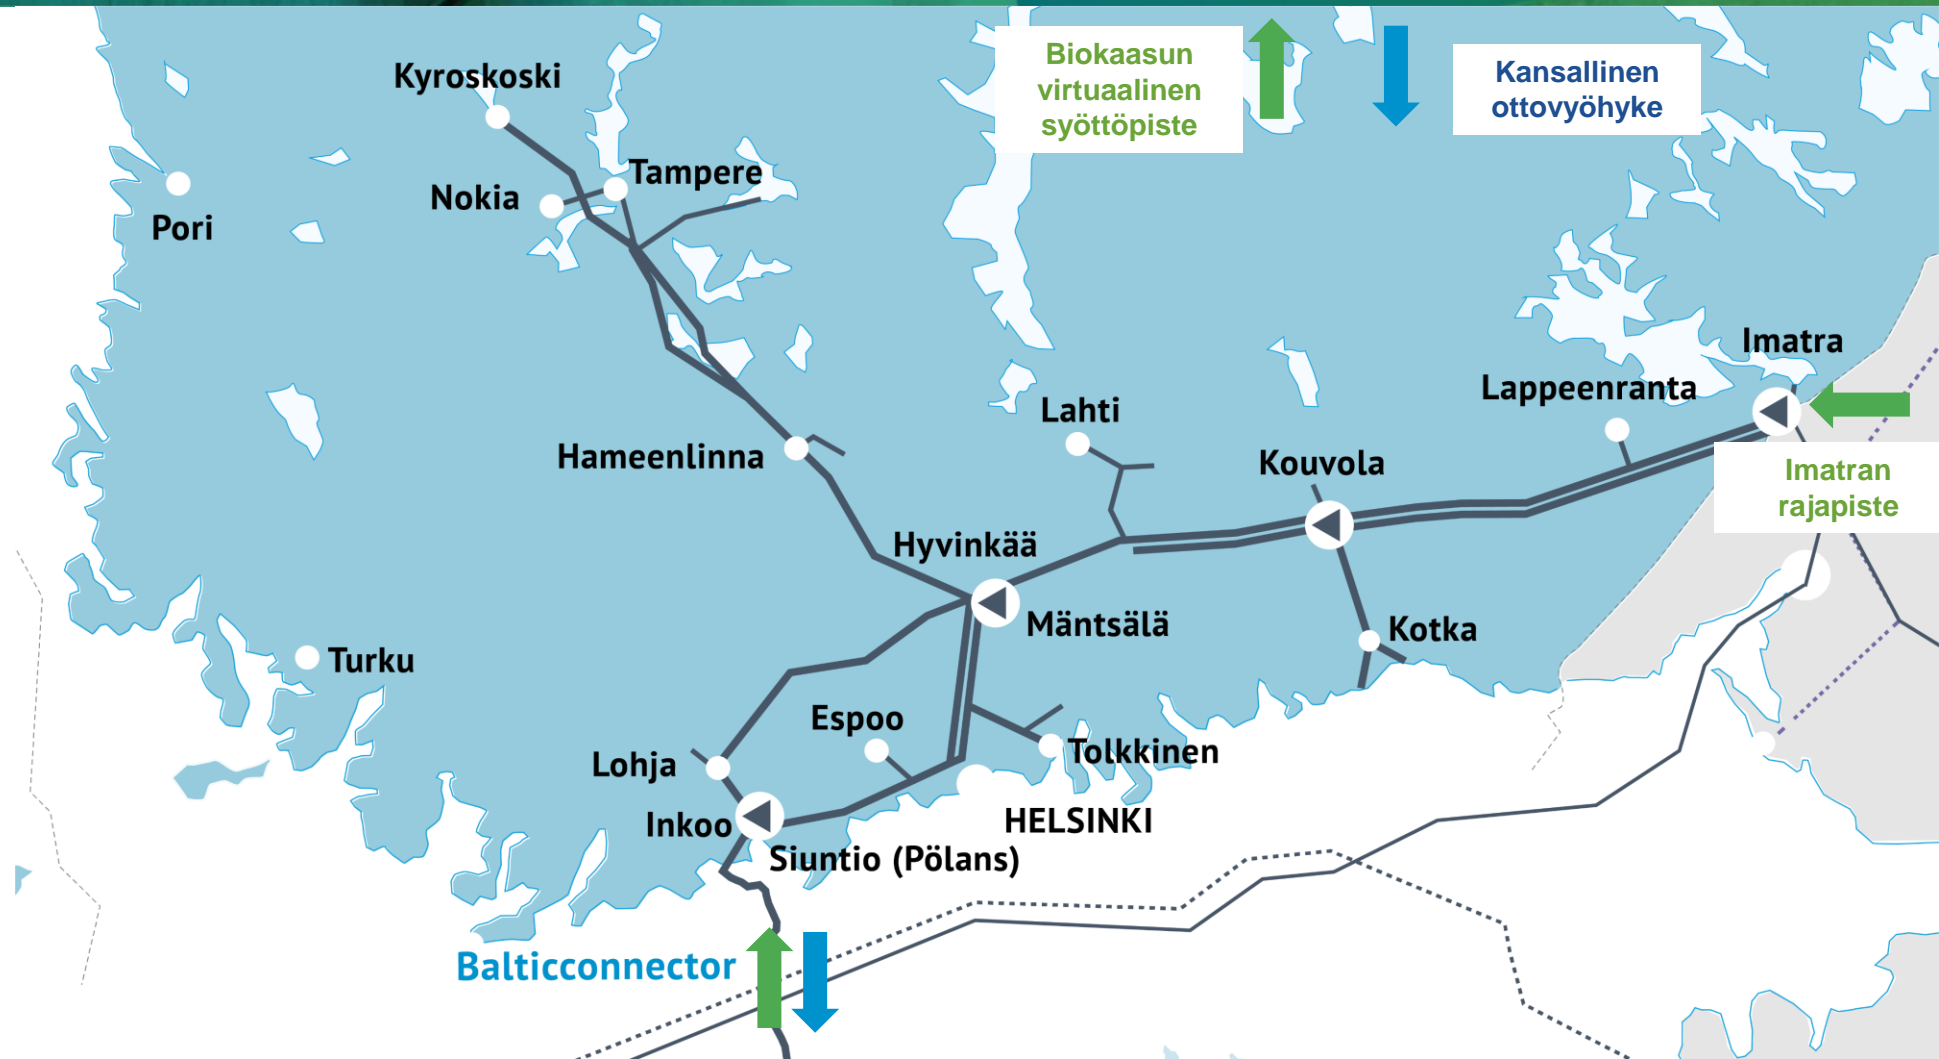 Biokaasun
virtuaalinen
syöttöpiste
Kansallinen
ottovyöhyke
Kyroskoski
Tampere
Nokia
Pori
Imatra
Lappeenranta
Lahti
Hameenlinna
Kouvola
Imatran
rajapiste
Hyvinkää
Mäntsälä
Kotka
Turku
Espoo
Tolkkinen
Lohja
HELSINKI
Inkoo
Siuntio (Pölans)
Balticconnector